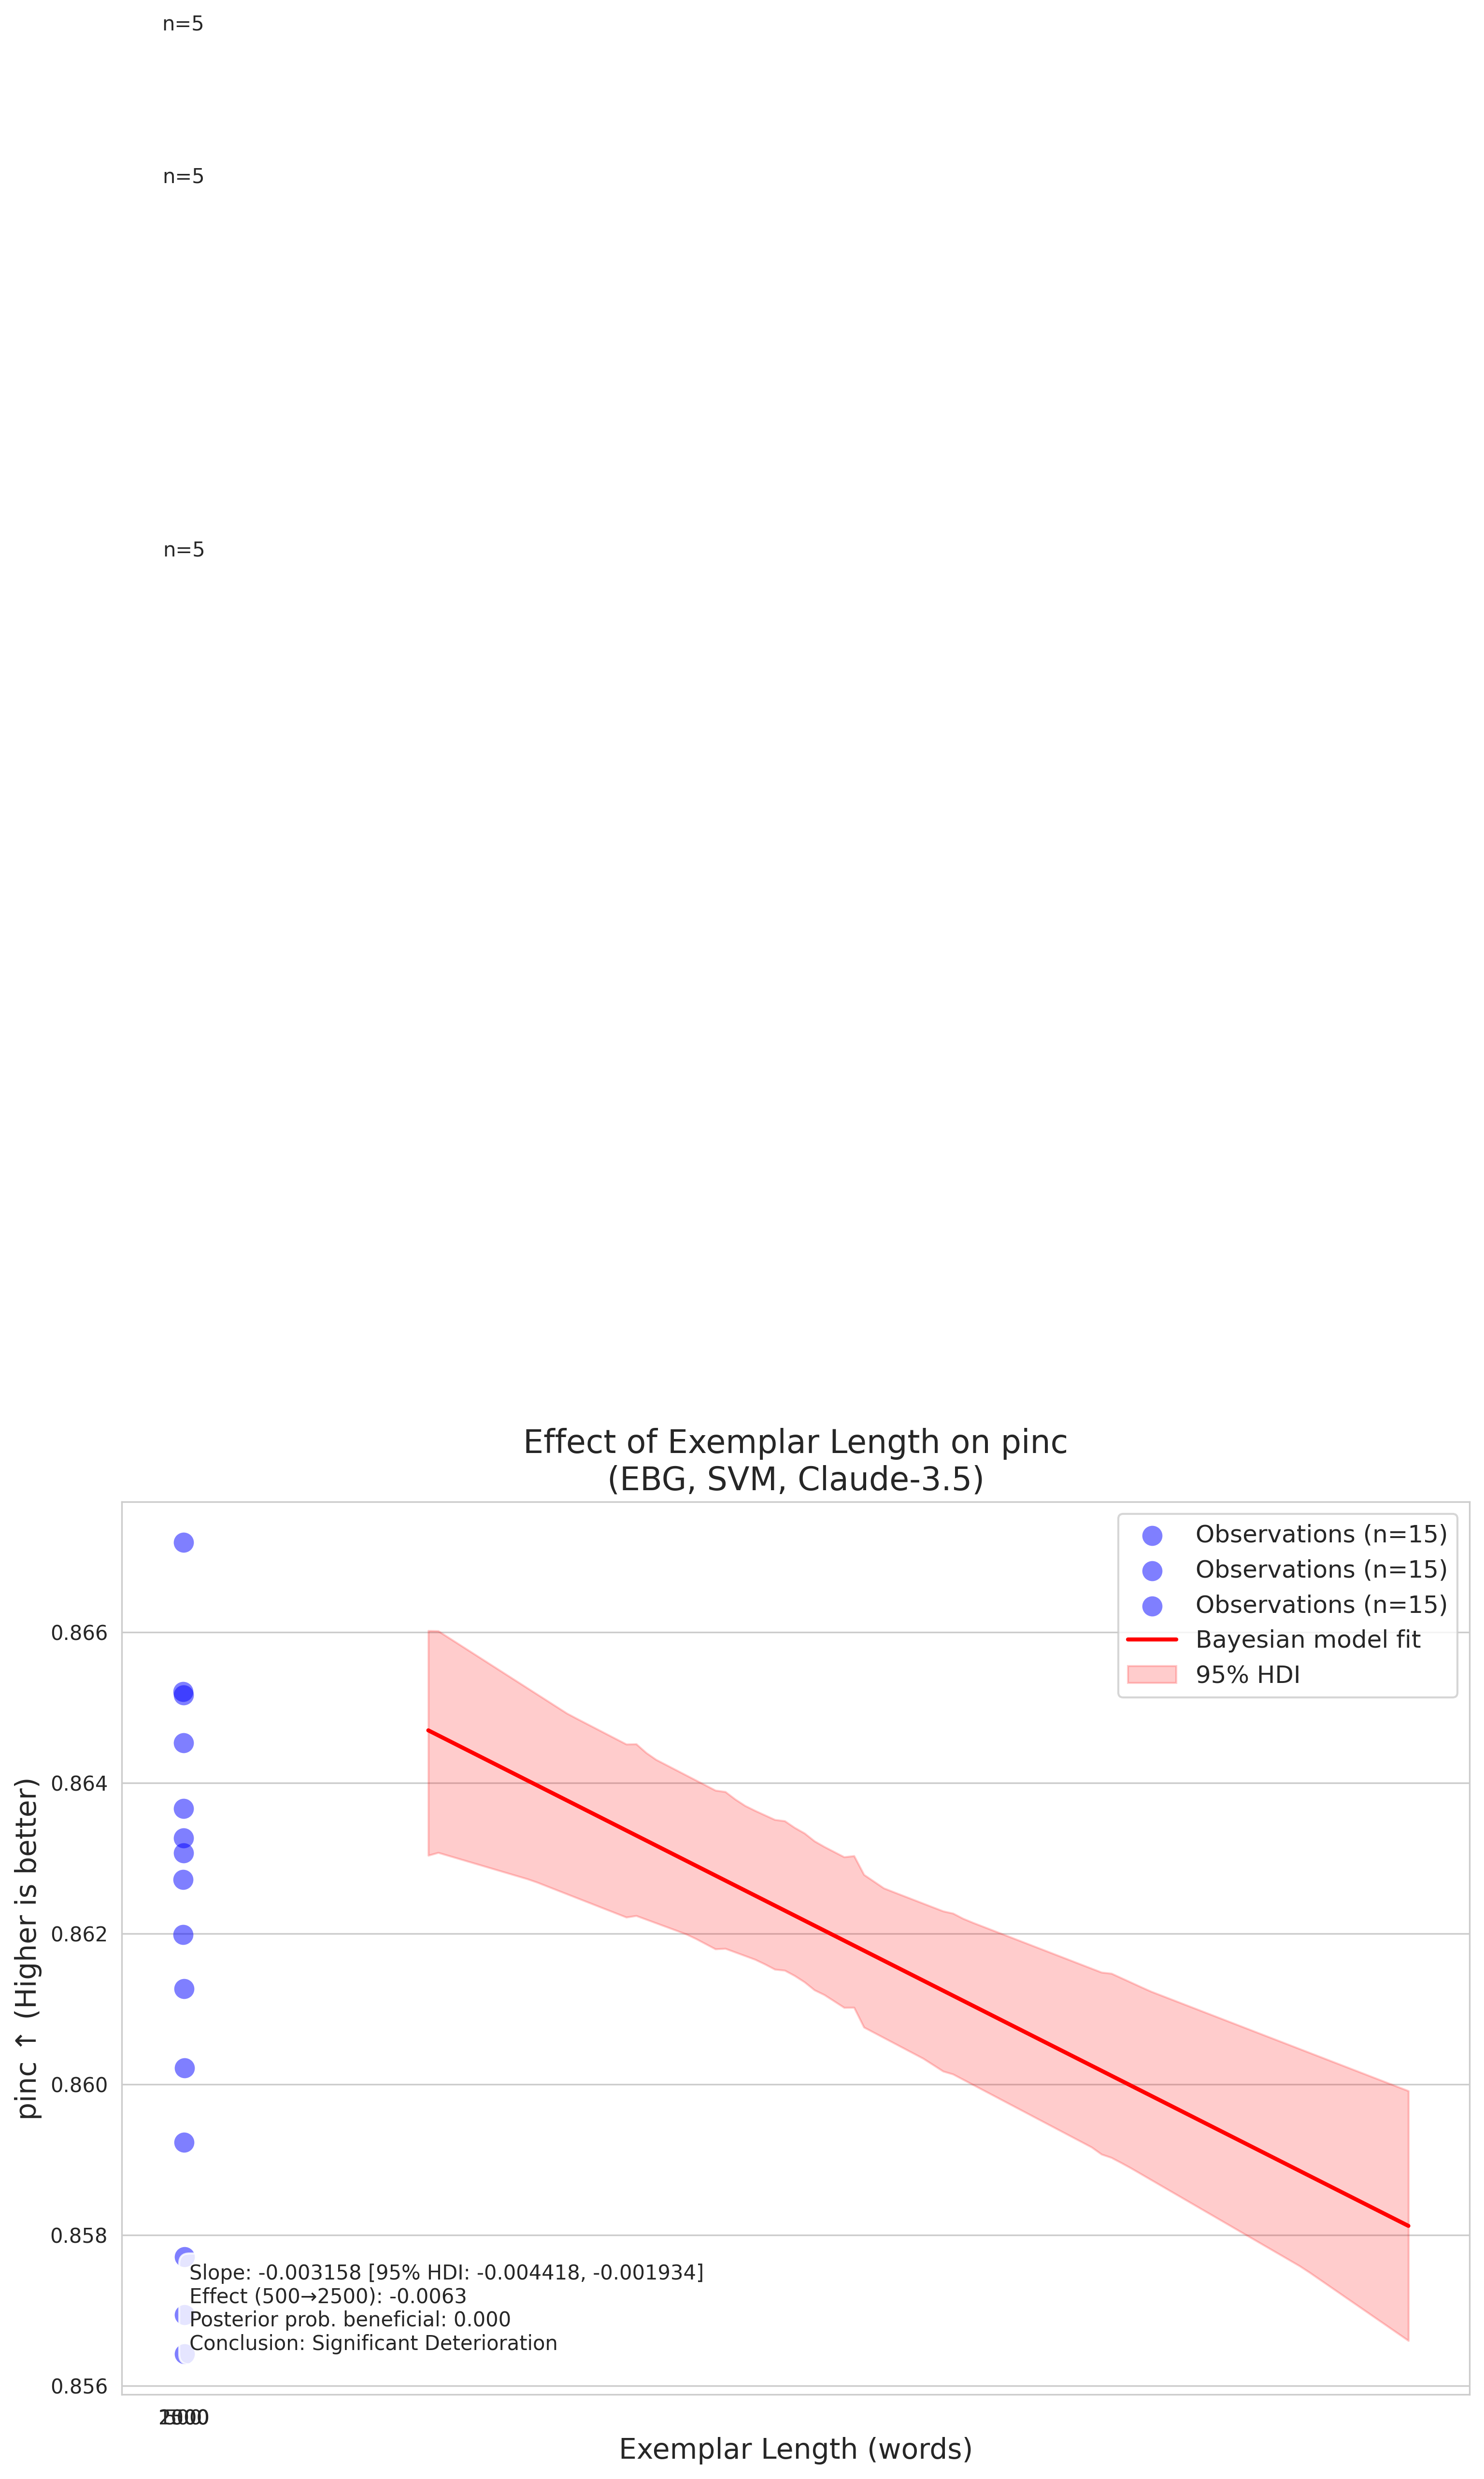 n=5
n=5
n=5
Effect of Exemplar Length on pinc
(EBG, SVM, Claude-3.5)
Observations (n=15)
Observations (n=15)
Observations (n=15)
Bayesian model fit
95% HDI
pinc ↑ (Higher is better)
0.866
0.864
0.862
0.860
0.858
0.856
Slope: -0.003158 [95% HDI: -0.004418, -0.001934]
Effect (500→2500): -0.0063
Posterior prob. beneficial: 0.000
Conclusion: Significant Deterioration
Exemplar Length (words)